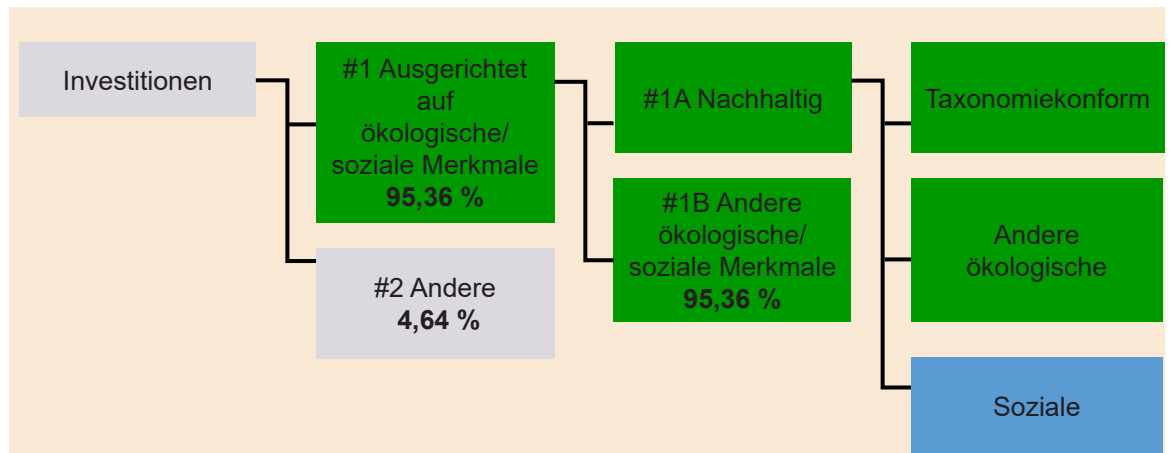 Investitionen
#1 Ausgerichtet
auf
ökologische/
soziale Merkmale
95,36 %
#2 Andere
4,64 %
#1A Nachhaltig
#1B Andere
ökologische/
soziale Merkmale
95,36 %
Taxonomiekonform
Andere
ökologische
Soziale